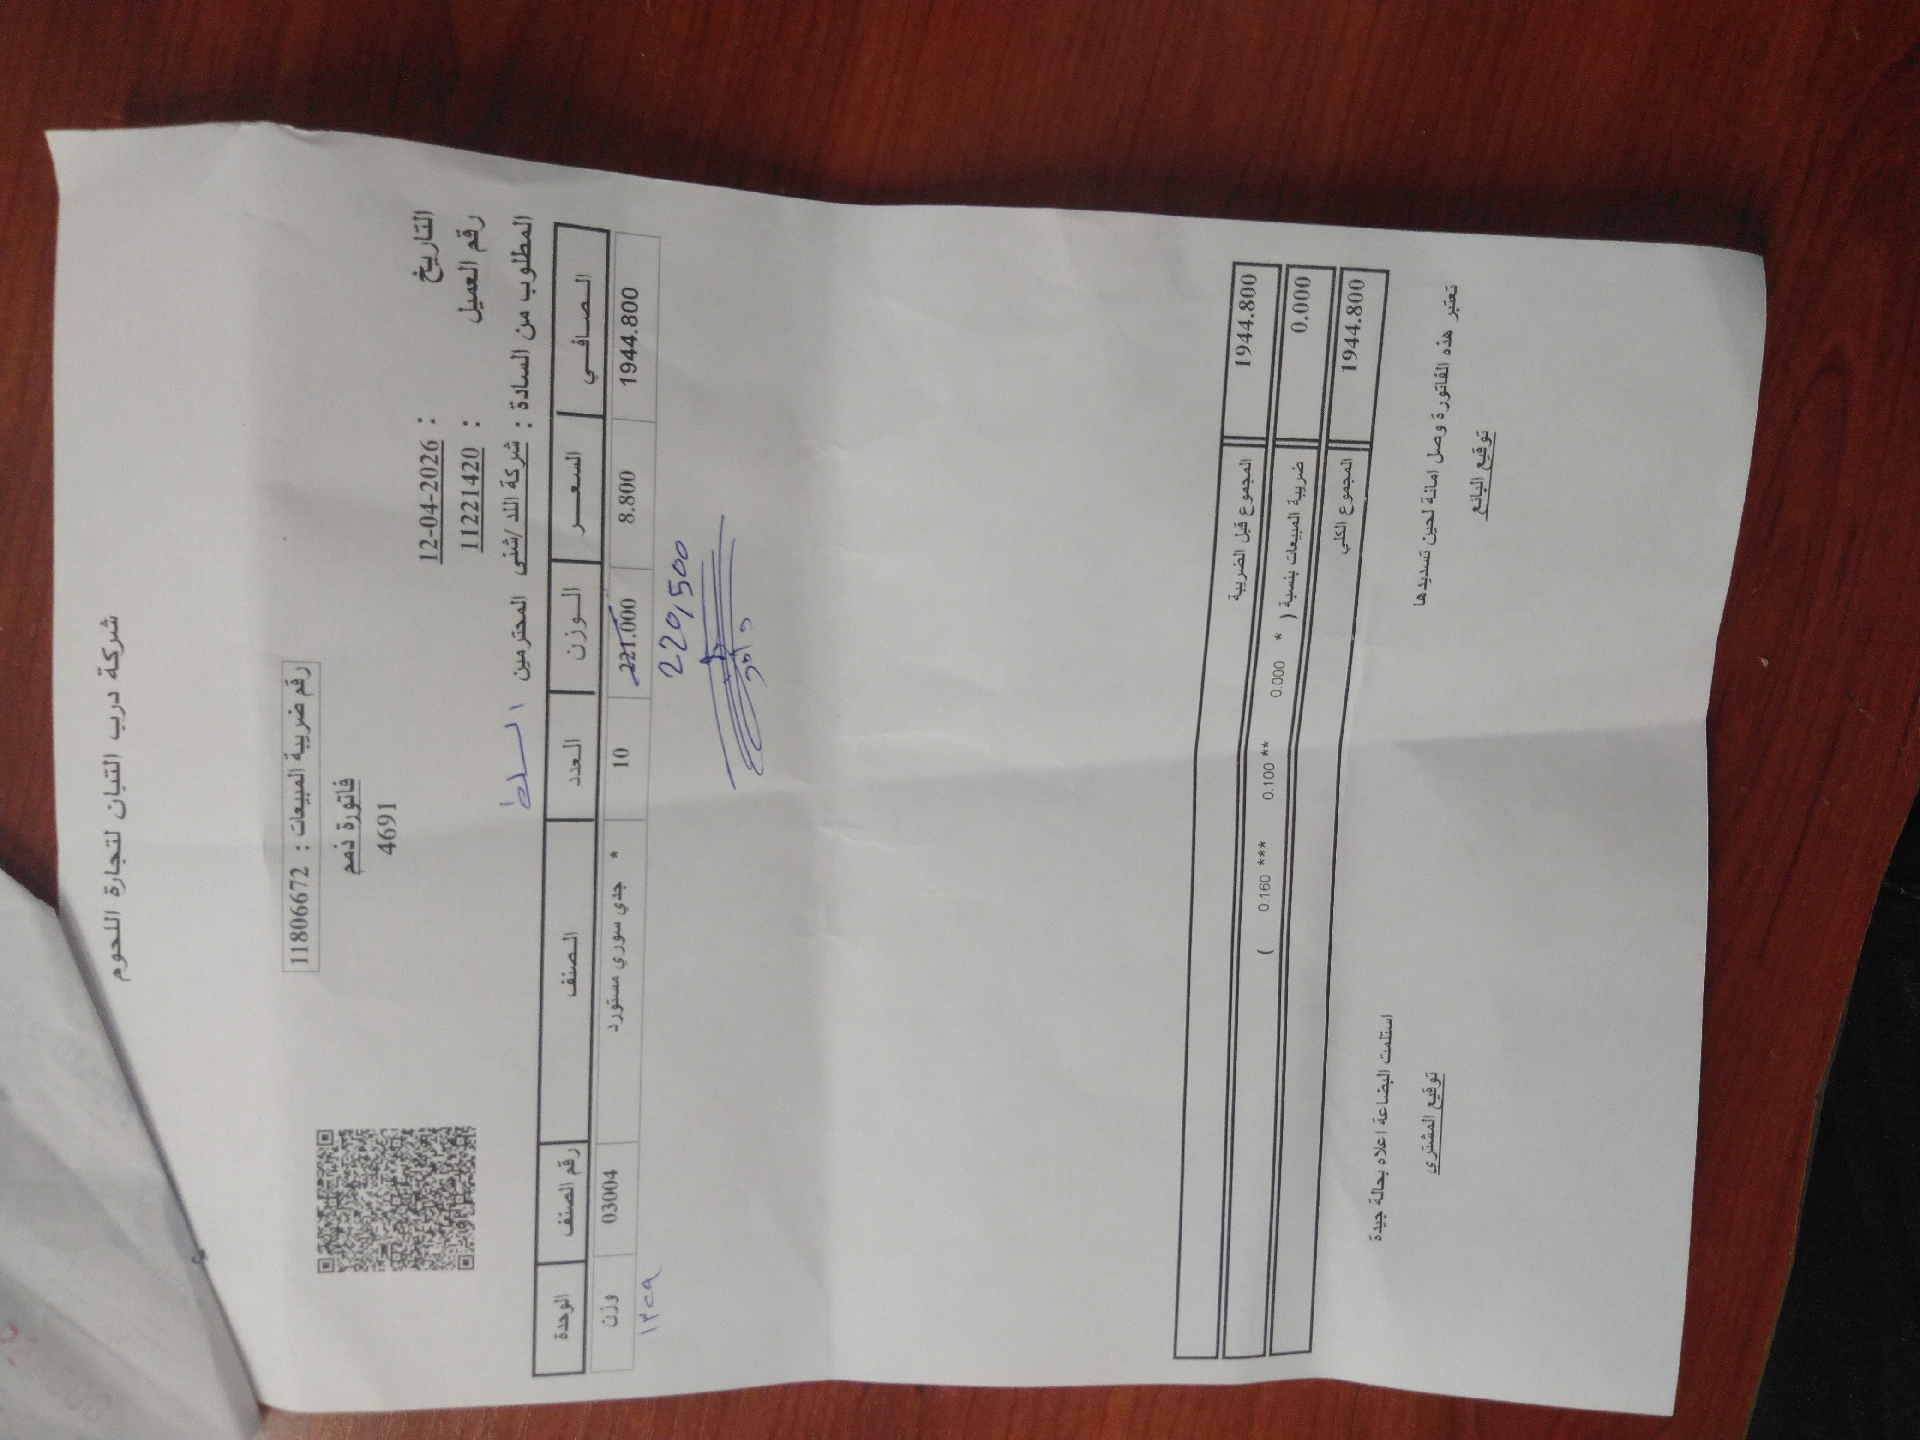 شركة درب التبان لتجارة اللحوم
رقم ضريبة المبيعات : 11806672
فاتورة ذمم
4691
التاريخ : 12-04-2026
رقم العميل : 11221420
المطلوب من السادة : شركة اللد /شنى المحترمين السلط
الوحدة رقم الصنف الصنف العدد الوزن السعر الصافي
وزن 03004 جدي سوري مستورد * 10 221.000 8.800 1944.800
220,500
المجموع قبل الضريبة 1944.800
ضريبة المبيعات بنسبة ( * 0.000 ** 0.100 *** 0.160 ) 0.000
المجموع الكلي 1944.800
تعتبر هذه الفاتورة وصل امانة لحين تسديدها
توقيع البائع
استلمت البضاعة اعلاه بحالة جيدة
توقيع المشتري